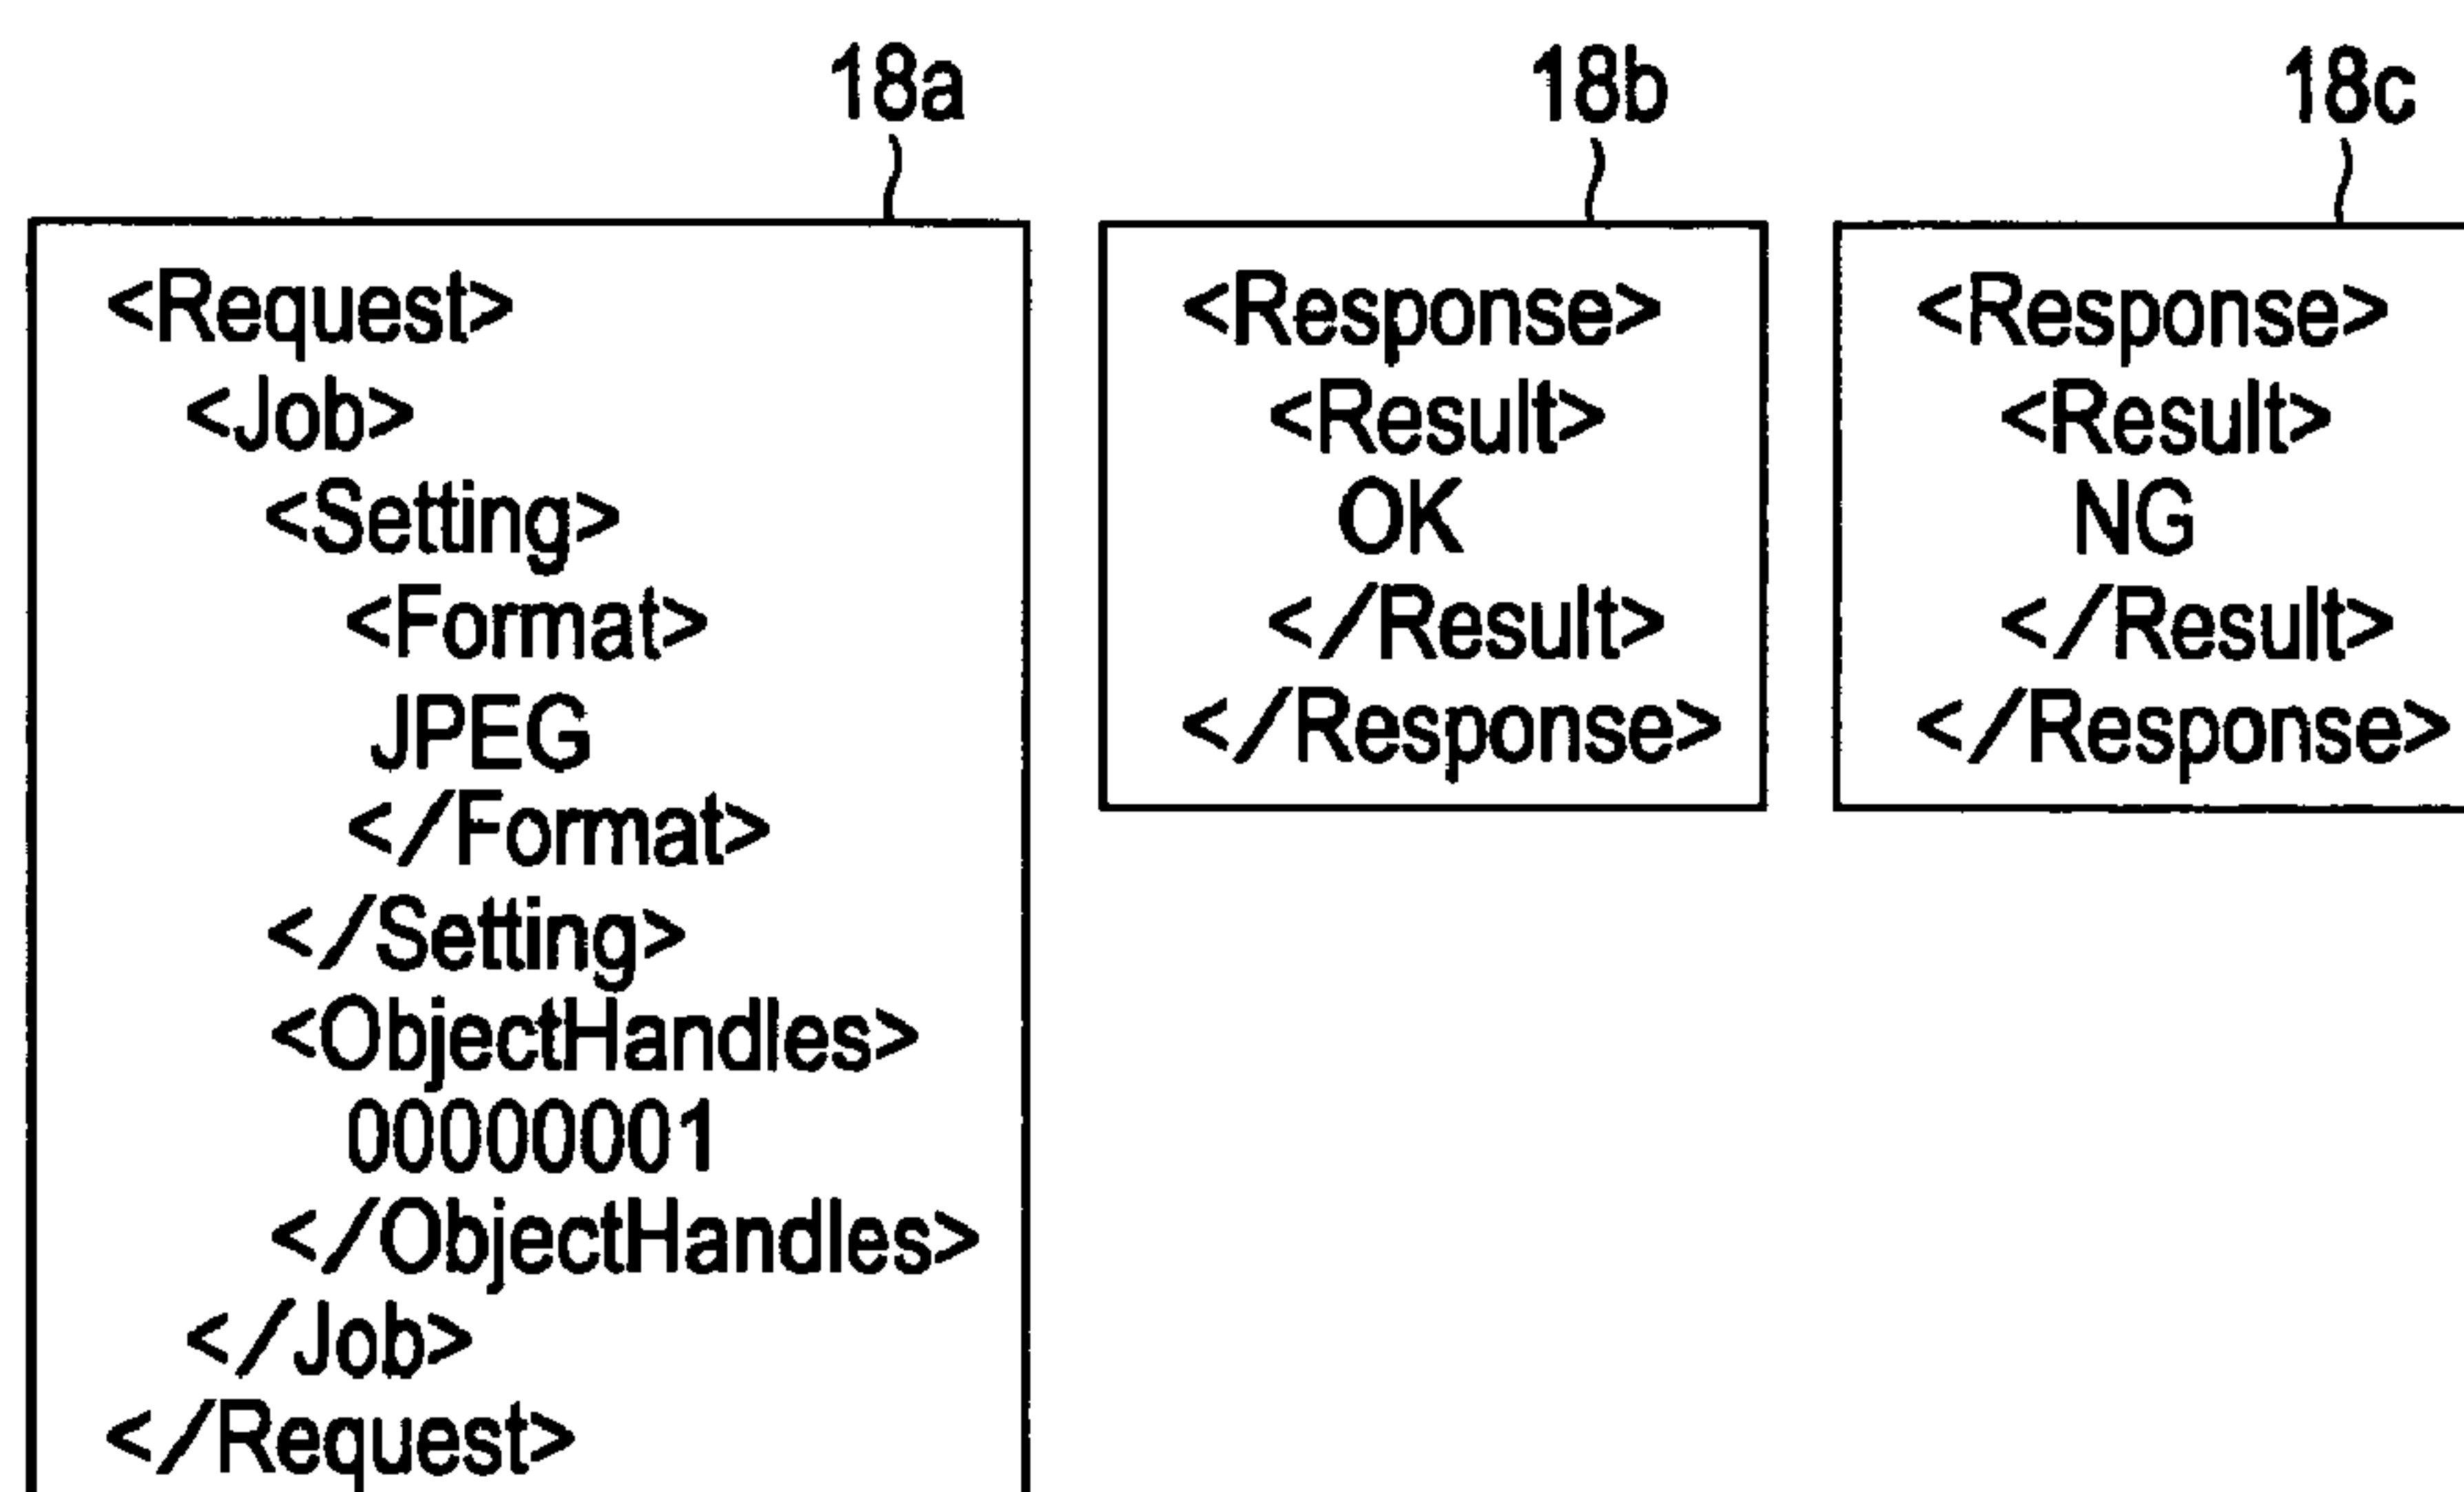 18a
<Request>
<Job>
<Setting>
<Format>
JPEG
</Format>
</Setting>
<ObjectHandles>
00000001
</ObjectHandles>
</Job>
</Request>
18b
<Response>
<Result>
OK
</Result>
</Response>
18c
<Response>
<Result>
NG
</Result>
</Response>